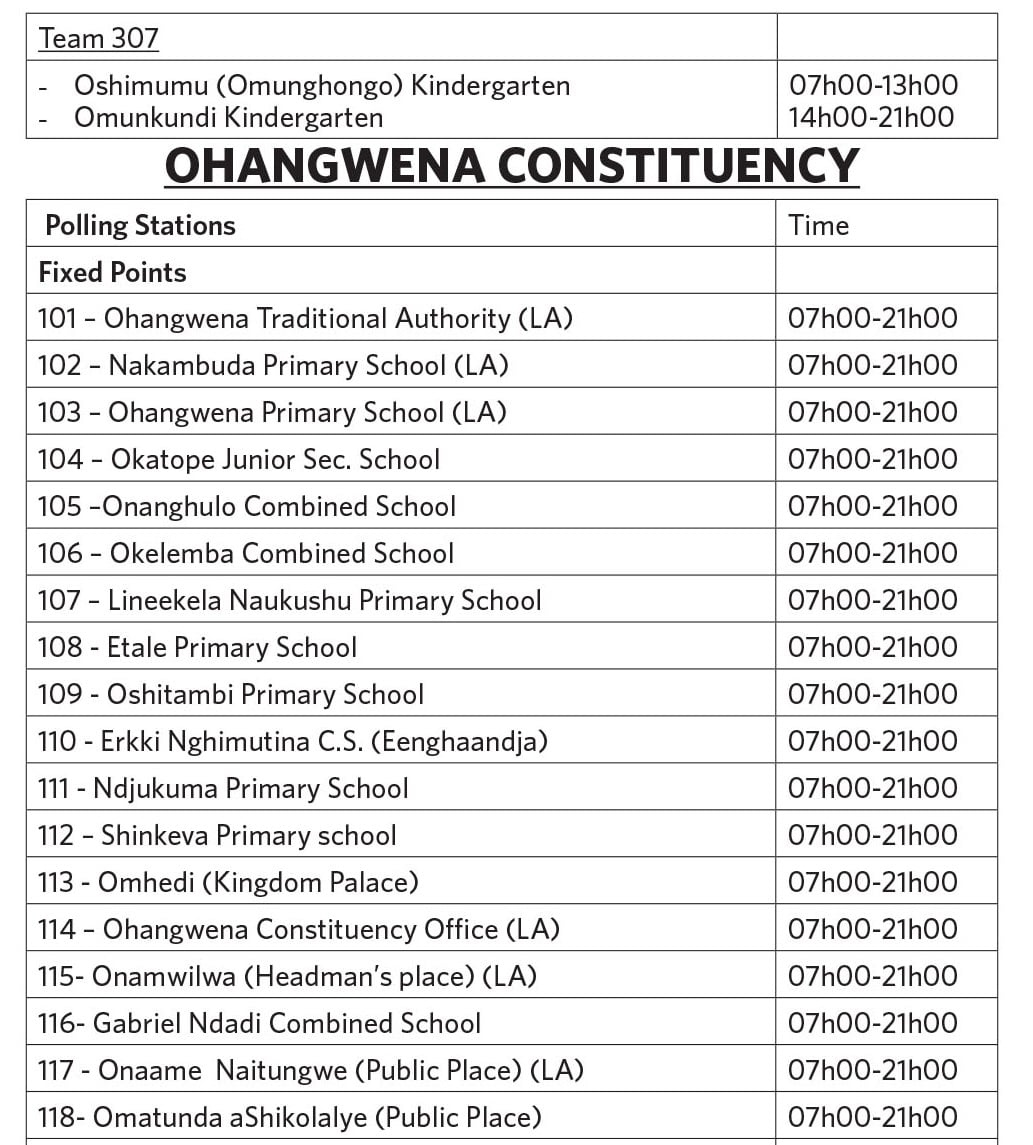 Team 307
- Oshimumu (Omunghongo) Kindergarten 07h00-13h00
- Omunkundi Kindergarten 14h00-21h00
OHANGWENA CONSTITUENCY
Polling Stations Time
Fixed Points
101 – Ohangwena Traditional Authority (LA) 07h00-21h00
102 – Nakambuda Primary School (LA) 07h00-21h00
103 – Ohangwena Primary School (LA) 07h00-21h00
104 – Okatope Junior Sec. School 07h00-21h00
105 –Onanghulo Combined School 07h00-21h00
106 – Okelemba Combined School 07h00-21h00
107 – Lineekela Naukushu Primary School 07h00-21h00
108 - Etale Primary School 07h00-21h00
109 - Oshitambi Primary School 07h00-21h00
110 - Erkki Nghimutina C.S. (Eenghaandja) 07h00-21h00
111 - Ndjukuma Primary School 07h00-21h00
112 – Shinkeva Primary school 07h00-21h00
113 - Omhedi (Kingdom Palace) 07h00-21h00
114 – Ohangwena Constituency Office (LA) 07h00-21h00
115- Onamwilwa (Headman’s place) (LA) 07h00-21h00
116- Gabriel Ndadi Combined School 07h00-21h00
117 - Onaame  Naitungwe (Public Place) (LA) 07h00-21h00
118- Omatunda aShikolalye (Public Place) 07h00-21h00